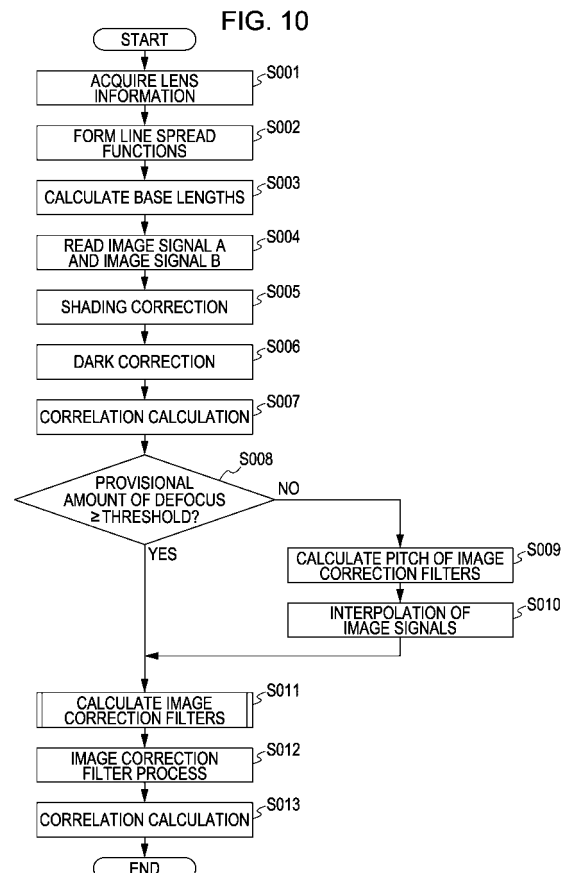 FIG. 10
START
ACQUIRE LENS
INFORMATION
S001
FORM LINE SPREAD
FUNCTIONS
S002
CALCULATE BASE LENGTHS
S003
READ IMAGE SIGNAL A
AND IMAGE SIGNAL B
S004
SHADING CORRECTION
S005
DARK CORRECTION
S006
CORRELATION CALCULATION
S007
S008
PROVISIONAL
AMOUNT OF DEFOCUS
≥ THRESHOLD?
NO
YES
CALCULATE PITCH OF IMAGE
CORRECTION FILTERS
S009
INTERPOLATION OF
IMAGE SIGNALS
S010
CALCULATE IMAGE
CORRECTION FILTERS
S011
IMAGE CORRECTION
FILTER PROCESS
S012
CORRELATION CALCULATION
S013
END